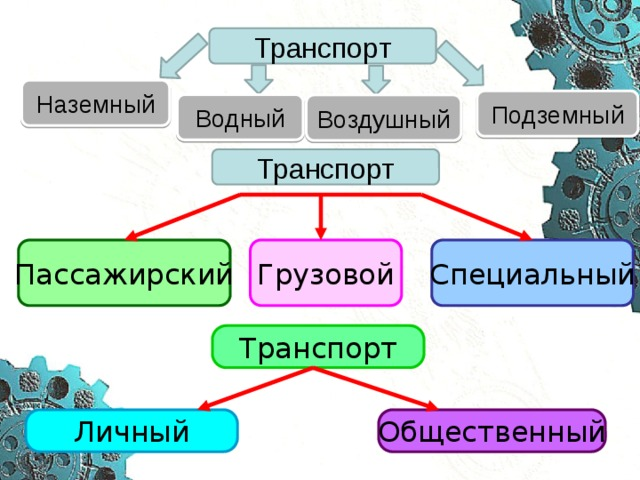 Транспорт
Наземный
Водный
Воздушный
Подземный
Транспорт
Пассажирский
Грузовой
Специальный
Транспорт
Личный
Общественный